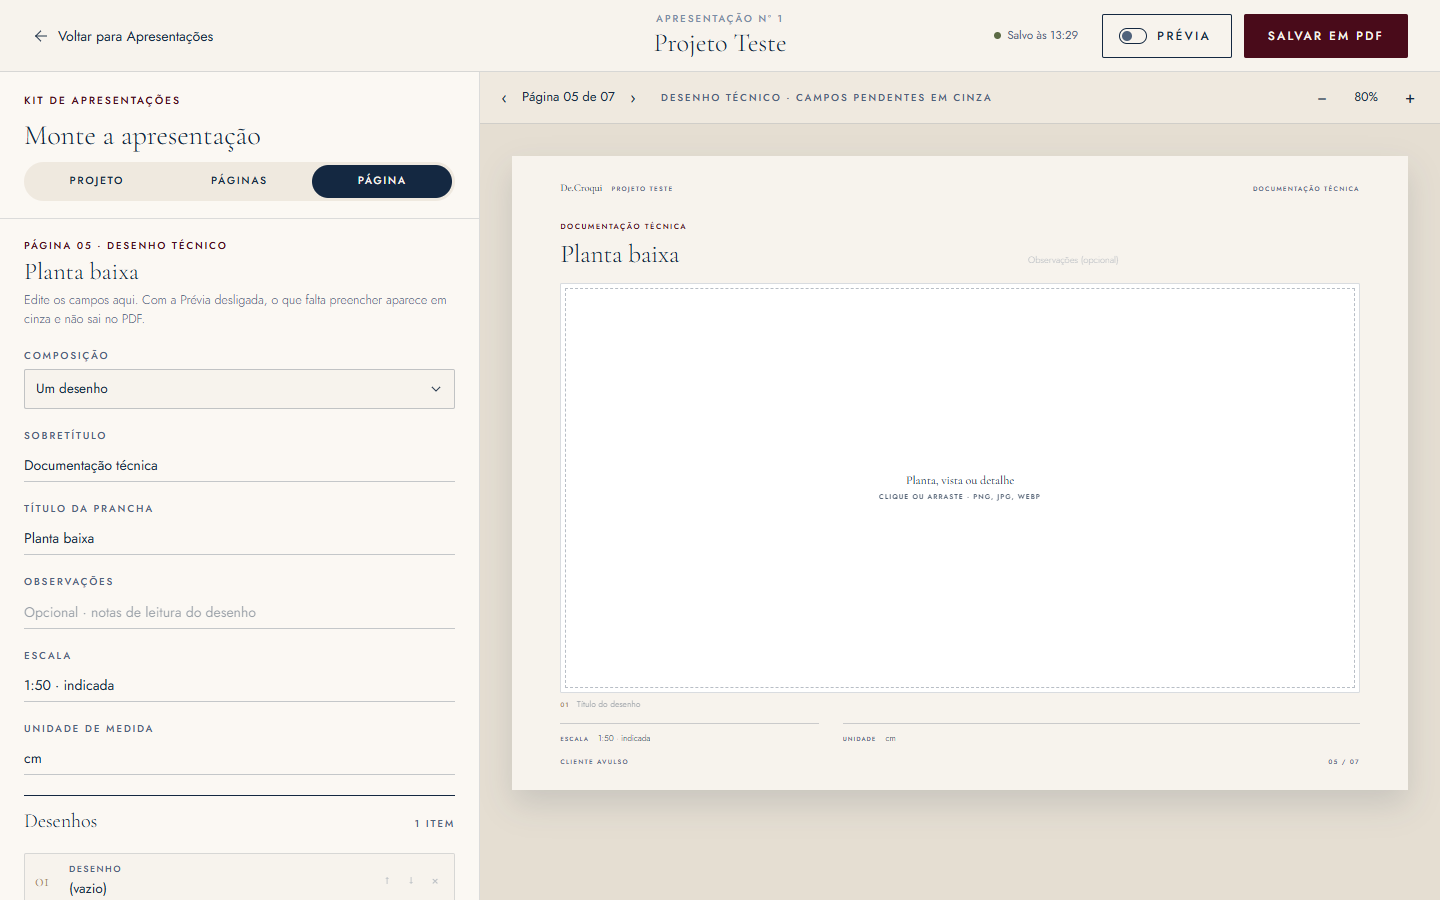 Voltar para Apresentações
APRESENTAÇÃO Nº 1
Projeto Teste
Salvo às 13:29
PRÉVIA
SALVAR EM PDF
KIT DE APRESENTAÇÕES
Monte a apresentação
PROJETO
PÁGINAS
PÁGINA
PÁGINA 05 · DESENHO TÉCNICO
Planta baixa
Edite os campos aqui. Com a Prévia desligada, o que falta preencher aparece em
cinza e não sai no PDF.
COMPOSIÇÃO
Um desenho
SOBRETÍTULO
Documentação técnica
TÍTULO DA PRANCHA
Planta baixa
OBSERVAÇÕES
Opcional · notas de leitura do desenho
ESCALA
1:50 · indicada
UNIDADE DE MEDIDA
cm
Desenhos
1 ITEM
01
DESENHO
(vazio)
Página 05 de 07
DESENHO TÉCNICO · CAMPOS PENDENTES EM CINZA
80%
De.Croqui PROJETO TESTE
DOCUMENTAÇÃO TÉCNICA
DOCUMENTAÇÃO TÉCNICA
Planta baixa
Observações (opcional)
Planta, vista ou detalhe
CLIQUE OU ARRASTE · PNG, JPG, WEBP
01 Título do desenho
ESCALA 1:50 · indicada
UNIDADE cm
CLIENTE AVULSO
05 / 07